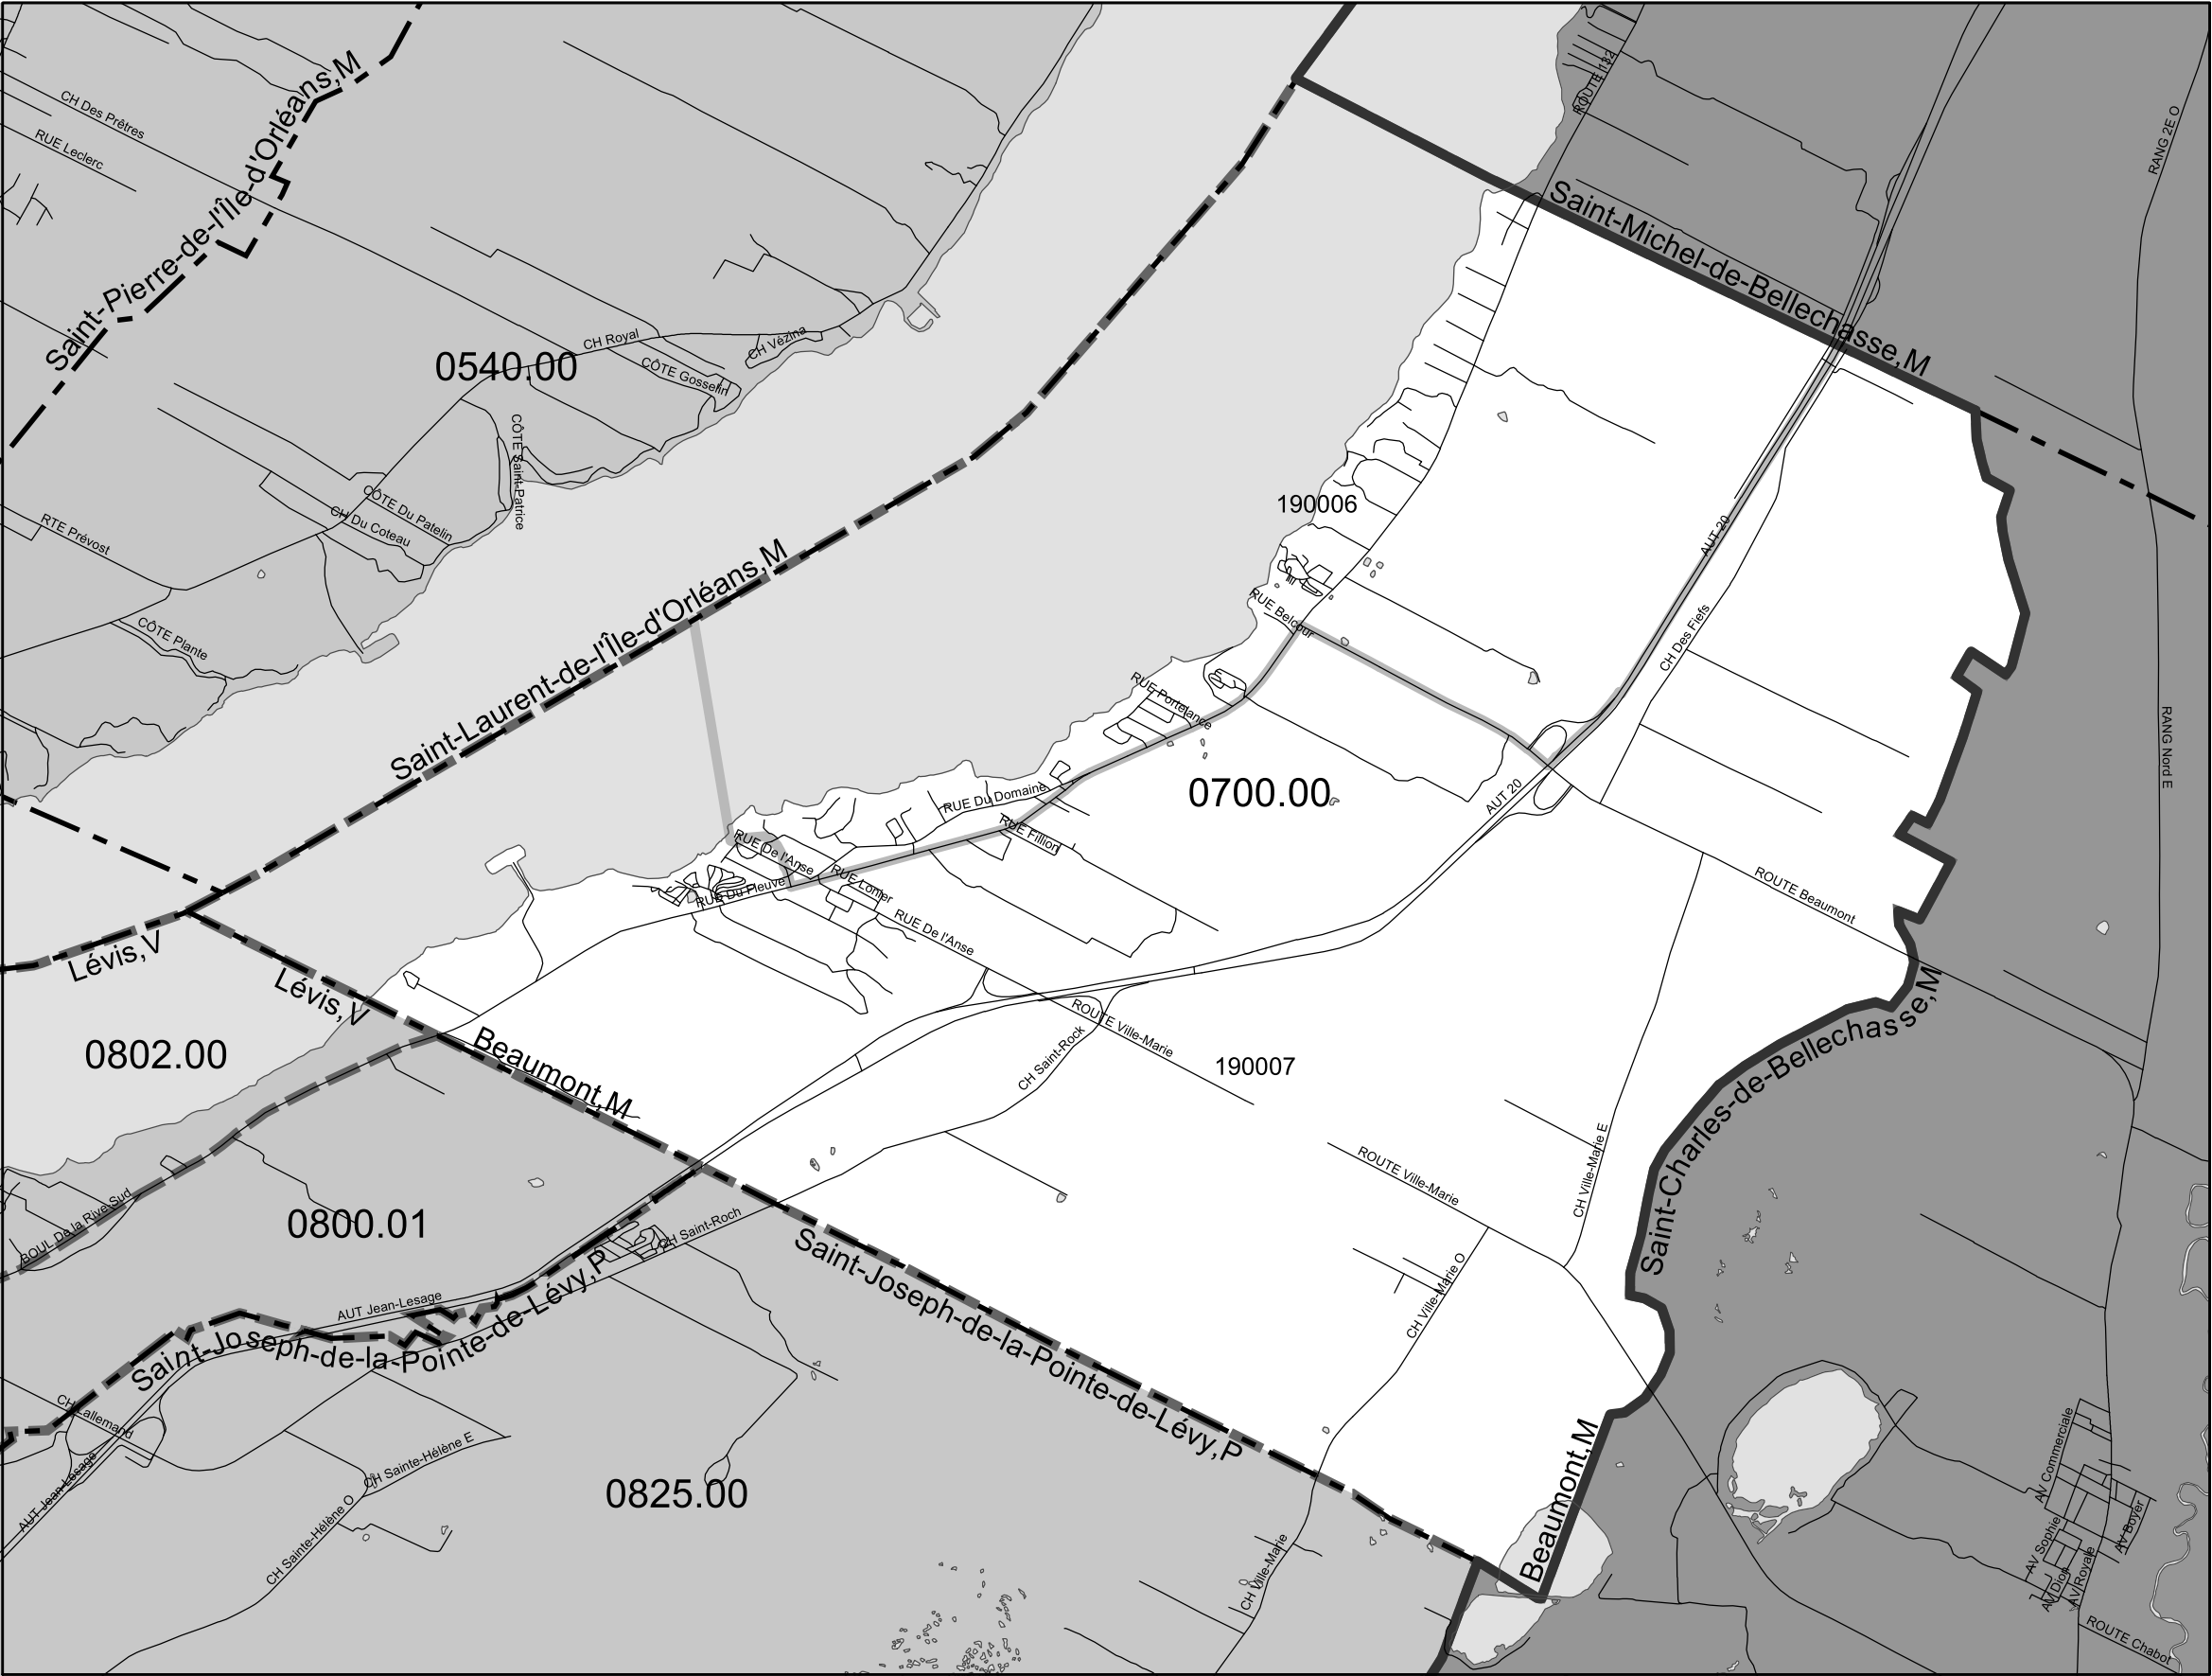 Saint-Pierre-de-l'Île-d'Orléans,M
CH Des Prêtres
RUE Leclerc
ROUTE 132
RANG 2E O
Saint-Michel-de-Bellechasse,M
0540.00
CH Royal
CH Vézina
CÔTE Gosselin
CÔTE Saint-Patrice
CÔTE Du Patelin
CH Du Coteau
RTE Prévost
CÔTE Plante
190006
AUT 20
RUE Belcour
CH Des Fiefs
Saint-Laurent-de-l'Île-d'Orléans,M
RUE Portelance
RANG Nord E
0700.00
AUT 20
RUE Du Domaine
RUE Fillion
RUE De l'Anse
RUE Lortier
RUE Du Fleuve
RUE De l'Anse
ROUTE Beaumont
Lévis,V
Lévis,V
0802.00
Beaumont,M
ROUTE Ville-Marie
CH Saint-Rock
190007
Saint-Charles-de-Bellechasse,M
CH Ville-Marie E
ROUTE Ville-Marie
BOUL De la Rive-Sud
0800.01
CH Saint-Roch
AUT Jean-Lesage
Saint-Joseph-de-la-Pointe-de-Lévy,P
Saint-Joseph-de-la-Pointe-de-Lévy,P
CH Ville-Marie O
CH Lallemand
AUT Jean-Lesage
CH Sainte-Hélène E
CH Sainte-Hélène O
0825.00
Beaumont,M
CH Ville-Marie
AV Commerciale
AV Boyer
AV Sophie
AV Dion
AV Royale
ROUTE Chabot